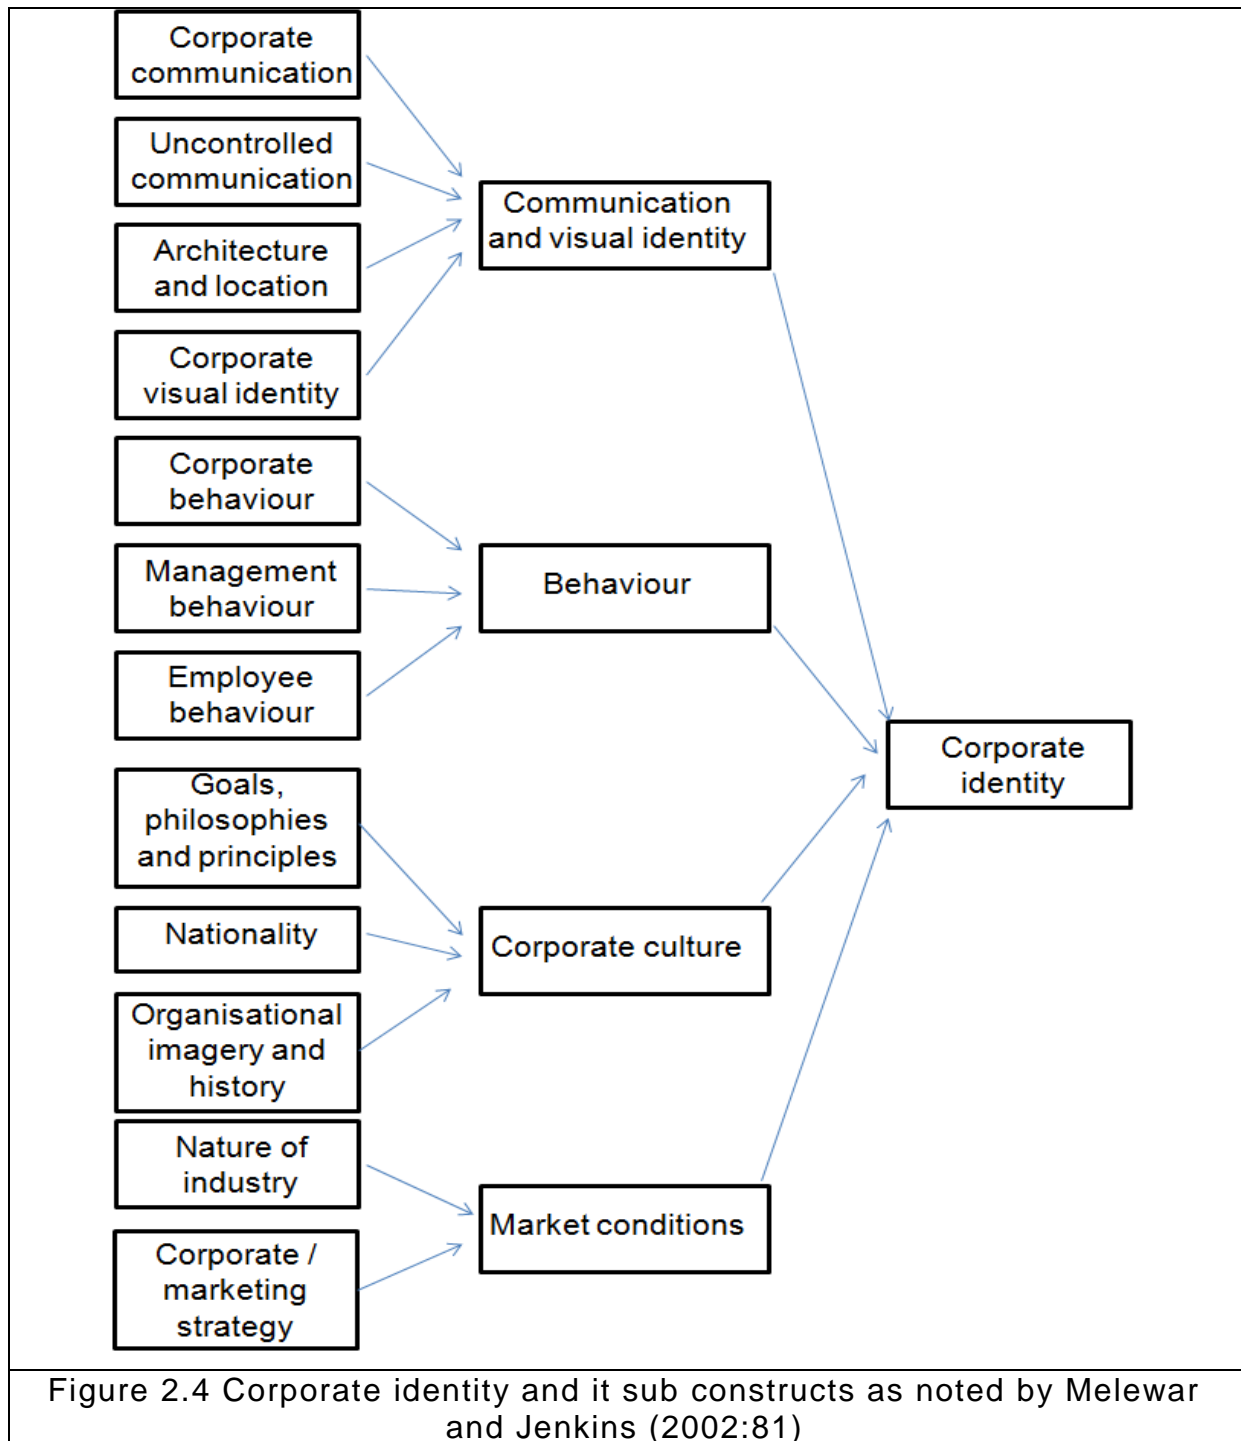 Corporate
communication
Uncontrolled
communication
Architecture
and location
Corporate
visual identity
Corporate
behaviour
Management
behaviour
Employee
behaviour
Goals,
philosophies
and principles
Nationality
Organisational
imagery and
history
Nature of
industry
Corporate /
marketing
strategy
Communication
and visual identity
Behaviour
Corporate culture
Market conditions
Corporate
identity
Figure 2.4 Corporate identity and it sub constructs as noted by Melewar
and Jenkins (2002:81)